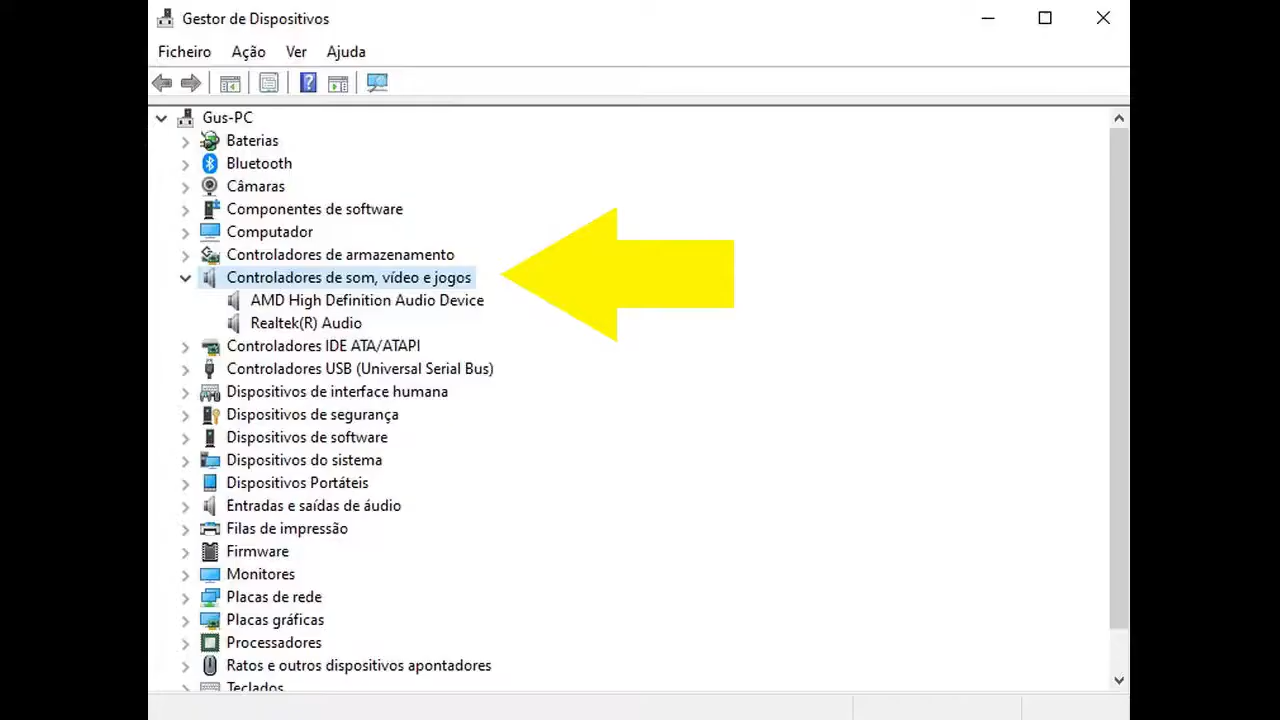 Gestor de Dispositivos
Ficheiro Ação Ver Ajuda
Gus-PC
Baterias
Bluetooth
Câmaras
Componentes de software
Computador
Controladores de armazenamento
Controladores de som, vídeo e jogos
AMD High Definition Audio Device
Realtek(R) Audio
Controladores IDE ATA/ATAPI
Controladores USB (Universal Serial Bus)
Dispositivos de interface humana
Dispositivos de segurança
Dispositivos de software
Dispositivos do sistema
Dispositivos Portáteis
Entradas e saídas de áudio
Filas de impressão
Firmware
Monitores
Placas de rede
Placas gráficas
Processadores
Ratos e outros dispositivos apontadores
Teclados